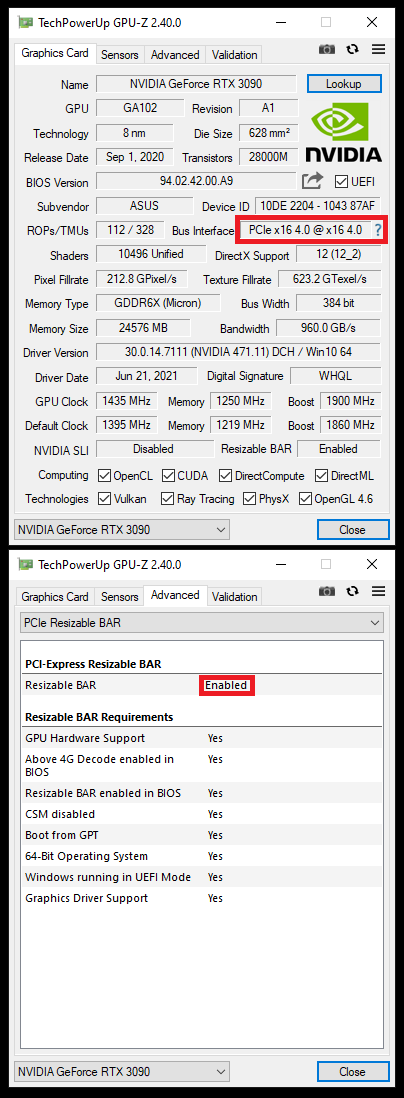 TechPowerUp GPU-Z 2.40.0
Graphics Card Sensors Advanced Validation
Name NVIDIA GeForce RTX 3090 Lookup
GPU GA102 Revision A1
Technology 8 nm Die Size 628 mm²
Release Date Sep 1, 2020 Transistors 28000M
NVIDIA
BIOS Version 94.02.42.00.A9 UEFI
Subvendor ASUS Device ID 10DE 2204 - 1043 87AF
ROPs/TMUs 112 / 328 Bus Interface PCIe x16 4.0 @ x16 4.0 ?
Shaders 10496 Unified DirectX Support 12 (12_2)
Pixel Fillrate 212.8 GPixel/s Texture Fillrate 623.2 GTexel/s
Memory Type GDDR6X (Micron) Bus Width 384 bit
Memory Size 24576 MB Bandwidth 960.0 GB/s
Driver Version 30.0.14.7111 (NVIDIA 471.11) DCH / Win10 64
Driver Date Jun 21, 2021 Digital Signature WHQL
GPU Clock 1435 MHz Memory 1250 MHz Boost 1900 MHz
Default Clock 1395 MHz Memory 1219 MHz Boost 1860 MHz
NVIDIA SLI Disabled Resizable BAR Enabled
Computing OpenCL CUDA DirectCompute DirectML
Technologies Vulkan Ray Tracing PhysX OpenGL 4.6
NVIDIA GeForce RTX 3090 Close
TechPowerUp GPU-Z 2.40.0
Graphics Card Sensors Advanced Validation
PCIe Resizable BAR
PCI-Express Resizable BAR
Resizable BAR Enabled
Resizable BAR Requirements
GPU Hardware Support Yes
Above 4G Decode enabled in Yes
BIOS
Resizable BAR enabled in BIOS Yes
CSM disabled Yes
Boot from GPT Yes
64-Bit Operating System Yes
Windows running in UEFI Mode Yes
Graphics Driver Support Yes
NVIDIA GeForce RTX 3090 Close